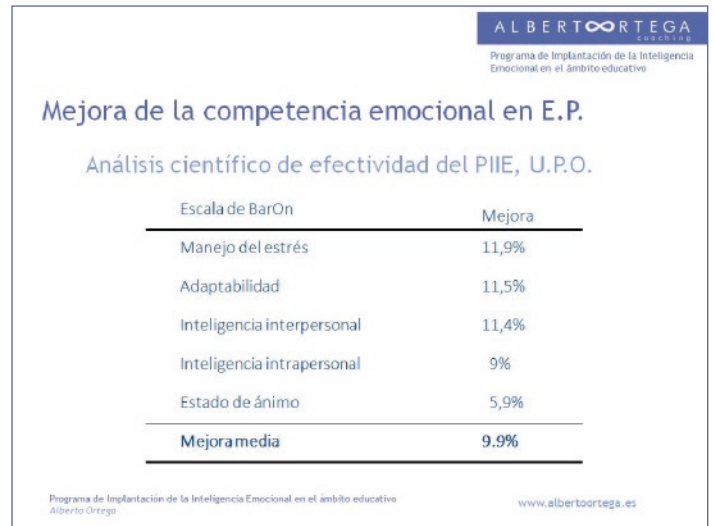 ALBERTOORTEGA
coaching
Programa de Implantación de la Inteligencia
Emocional en el ámbito educativo
Mejora de la competencia emocional en E.P.
Análisis científico de efectividad del PIIE, U.P.O.
Escala de BarOn Mejora
Manejo del estrés 11,9%
Adaptabilidad 11,5%
Inteligencia interpersonal 11,4%
Inteligencia intrapersonal 9%
Estado de ánimo 5,9%
Mejora media 9.9%
Programa de Implantación de la Inteligencia Emocional en el ámbito educativo
Alberto Ortega www.albertoortega.es